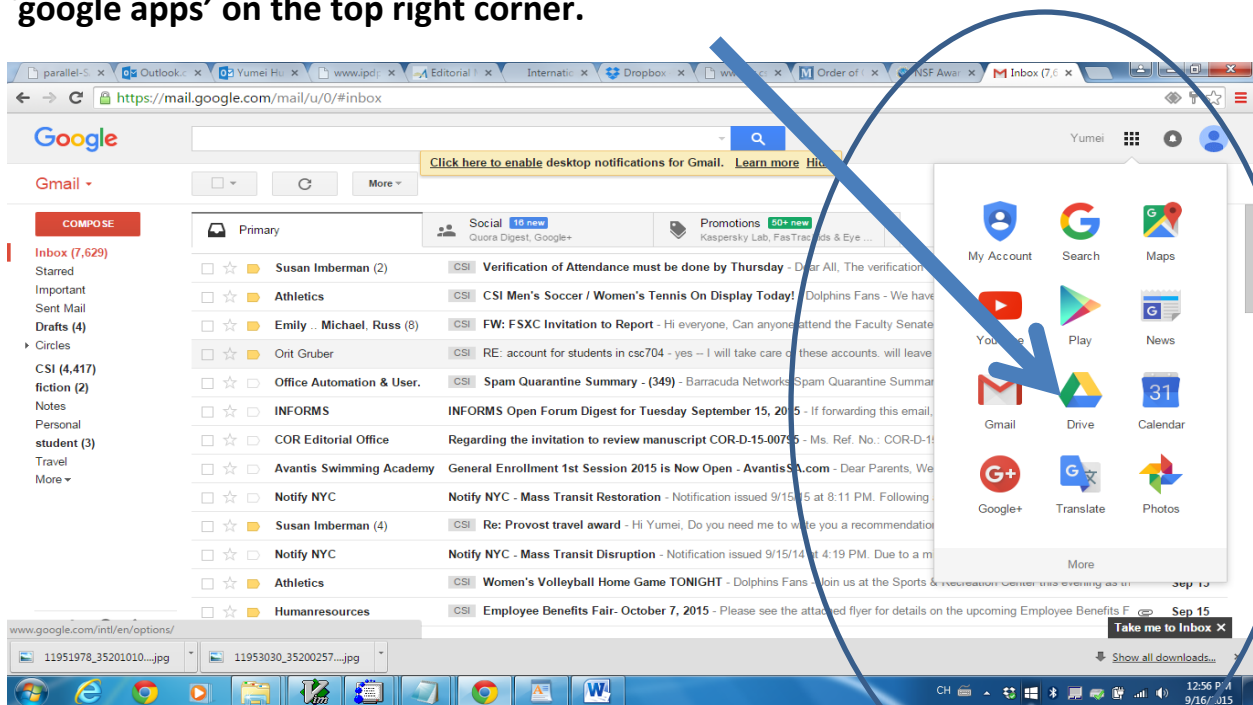 google apps’ on the top right corner.
parallel-S
Outlook.c
Yumei Hu
www.ipdp
Editorial
Internatio
Dropbox
Order of
NSF Awar
Inbox (7,6
https://mail.google.com/mail/u/0/#inbox
Google
Yumei
Click here to enable desktop notifications for Gmail. Learn more
Gmail
More
COMPOSE
Inbox (7,629)
Starred
Important
Sent Mail
Drafts (4)
Circles
CSI (4,417)
fiction (2)
Notes
Personal
student (3)
Travel
More
Primary
Social 16 new
Quora Digest, Google+
Promotions 50+ new
Kaspersky Lab, & Eye ...
Susan Imberman (2) CSI Verification of Attendance must be done by Thursday - Dear All, The verification
Athletics CSI CSI Men's Soccer / Women's Tennis On Display Today! - Dolphins Fans - We have
Emily .. Michael, Russ (8) CSI FW: FSXC Invitation to Report - Hi everyone, Can anyone attend the Faculty Senate
Orit Gruber CSI RE: account for students in csc704 - yes -- I will take care of these accounts. will leave
Office Automation & User. CSI Spam Quarantine Summary - (349) - Barracuda Networks Spam Quarantine Summar
INFORMS INFORMS Open Forum Digest for Tuesday September 15, 2015 - If forwarding this email,
COR Editorial Office Regarding the invitation to review manuscript COR-D-15-00795 - Ms. Ref. No.: COR-D-1
Avantis Swimming Academy General Enrollment 1st Session 2015 is Now Open - AvantisSA.com - Dear Parents, We
Notify NYC Notify NYC - Mass Transit Restoration - Notification issued 9/15/15 at 8:11 PM. Following
Susan Imberman (4) CSI Re: Provost travel award - Hi Yumei, Do you need me to write you a recommendation
Notify NYC Notify NYC - Mass Transit Disruption - Notification issued 9/15/14 at 4:19 PM. Due to a m
Athletics CSI Women's Volleyball Home Game TONIGHT - Dolphins Fans - Join us at the Sports & Recreation Center this evening as Sep 15
Humanresources CSI Employee Benefits Fair- October 7, 2015 - Please see the attached flyer for details on the upcoming Employee Benefits F Sep 15
My Account
Search
Maps
YouTube
Play
News
31
Gmail
Drive
Calendar
Google+
Translate
Photos
More
Take me to Inbox
www.google.com/intl/en/options/
11951978_35201010....jpg
11953030_35200257....jpg
Show all downloads...
CH
12:56 PM
9/16/2015